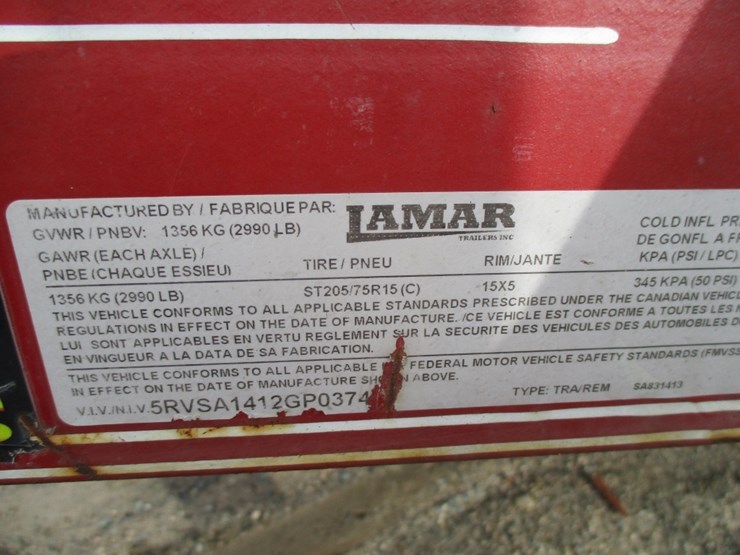 MANUFACTURED BY / FABRIQUE PAR: LAMAR
TRAILERS INC
GVWR / PNBV: 1356 KG (2990 LB)
COLD INFL
DE GONFL A
KPA (PSI / LPC)
GAWR (EACH AXLE) /
PNBE (CHAQUE ESSIEU)
TIRE / PNEU
RIM/JANTE
1356 KG (2990 LB)
ST205/75R15 (C)
15X5
345 KPA (50 PSI)
THIS VEHICLE CONFORMS TO ALL APPLICABLE STANDARDS PRESCRIBED UNDER THE CANADIAN
REGULATIONS IN EFFECT ON THE DATE OF MANUFACTURE. /CE VEHICLE EST CONFORME A TOUTES LES
LUI SONT APPLICABLES EN VERTU REGLEMENT SUR LA SECURITE DES VEHICULES DES AUTOMOBILES
EN VINGUEUR A LA DATA DE SA FABRICATION.
THIS VEHICLE CONFORMS TO ALL APPLICABLE FEDERAL MOTOR VEHICLE SAFETY STANDARDS (FMVSS
IN EFFECT ON THE DATE OF MANUFACTURE SHOWN ABOVE.
V.I.V./N.I.V. 5RVSA1412GP0374
TYPE: TRA/REM
SA831413